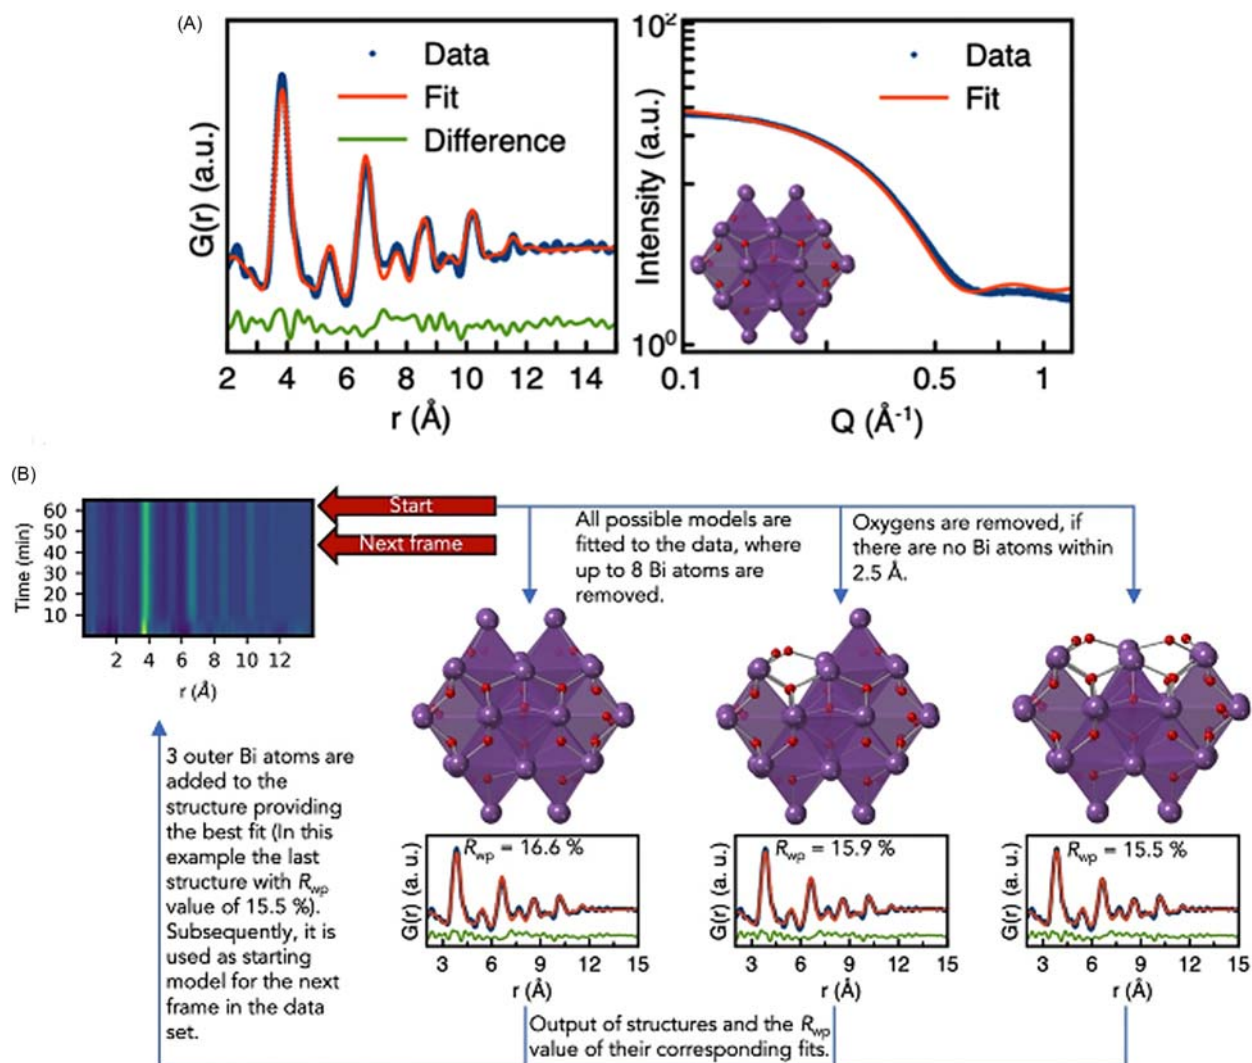 (A)
Data
Fit
Difference
G(r) (a.u.)
2 4 6 8 10 12 14
r (Å)
10²
Data
Fit
Intensity (a.u.)
10⁰
0.1 0.5 1
Q (Å⁻¹)
(B)
Start
Next frame
60
50
40
30
20
10
Time (min)
2 4 6 8 10 12
r (Å)
All possible models are
fitted to the data, where
up to 8 Bi atoms are
removed.
Oxygens are removed, if
there are no Bi atoms within
2.5 Å.
3 outer Bi atoms are
added to the
structure providing
the best fit (In this
example the last
structure with Rwp
value of 15.5 %).
Subsequently, it is
used as starting
model for the next
frame in the data
set.
Rwp = 16.6 %
G(r) (a. u.)
3 6 9 12 15
r (Å)
Rwp = 15.9 %
G(r) (a. u.)
3 6 9 12 15
r (Å)
Rwp = 15.5 %
G(r) (a. u.)
3 6 9 12 15
r (Å)
Output of structures and the Rwp
value of their corresponding fits.